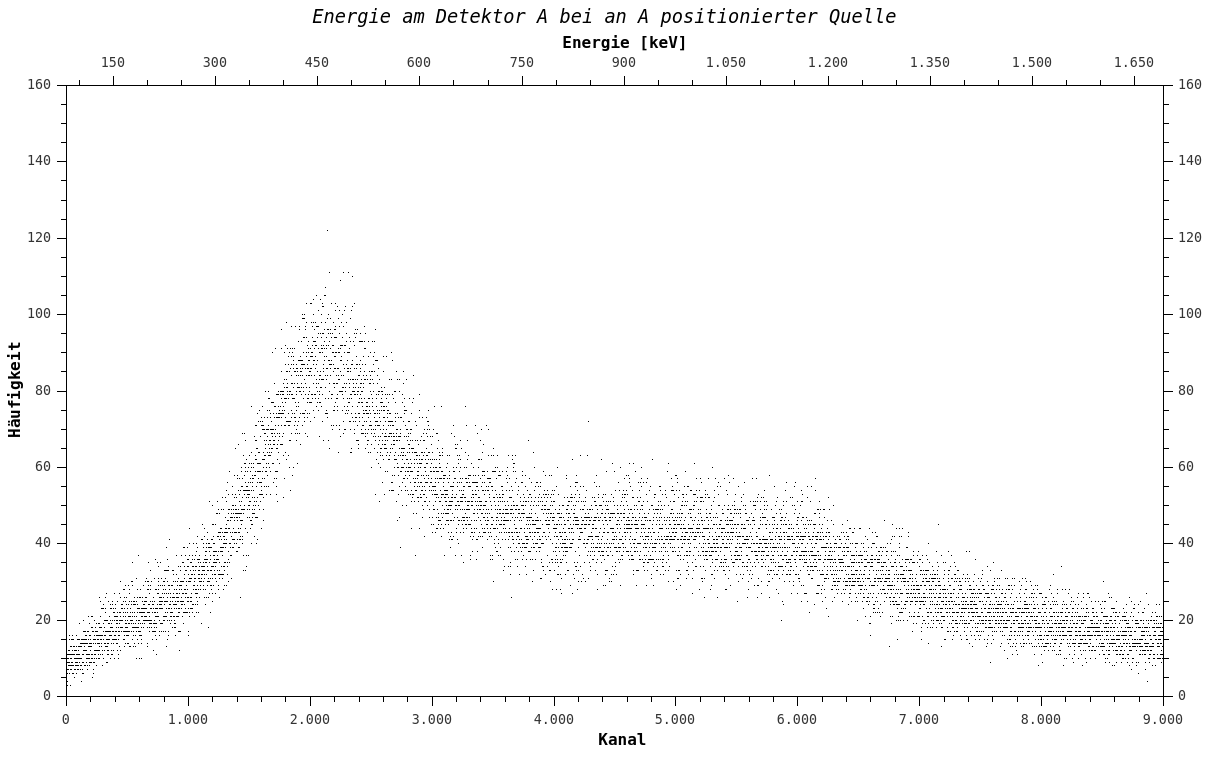 Energie am Detektor A bei an A positionierter Quelle
Energie [keV]
150 300 450 600 750 900 1.050 1.200 1.350 1.500 1.650
160 160
140 140
120 120
100 100
80 80
60 60
40 40
20 20
0 0
Häufigkeit
0 1.000 2.000 3.000 4.000 5.000 6.000 7.000 8.000 9.000
Kanal